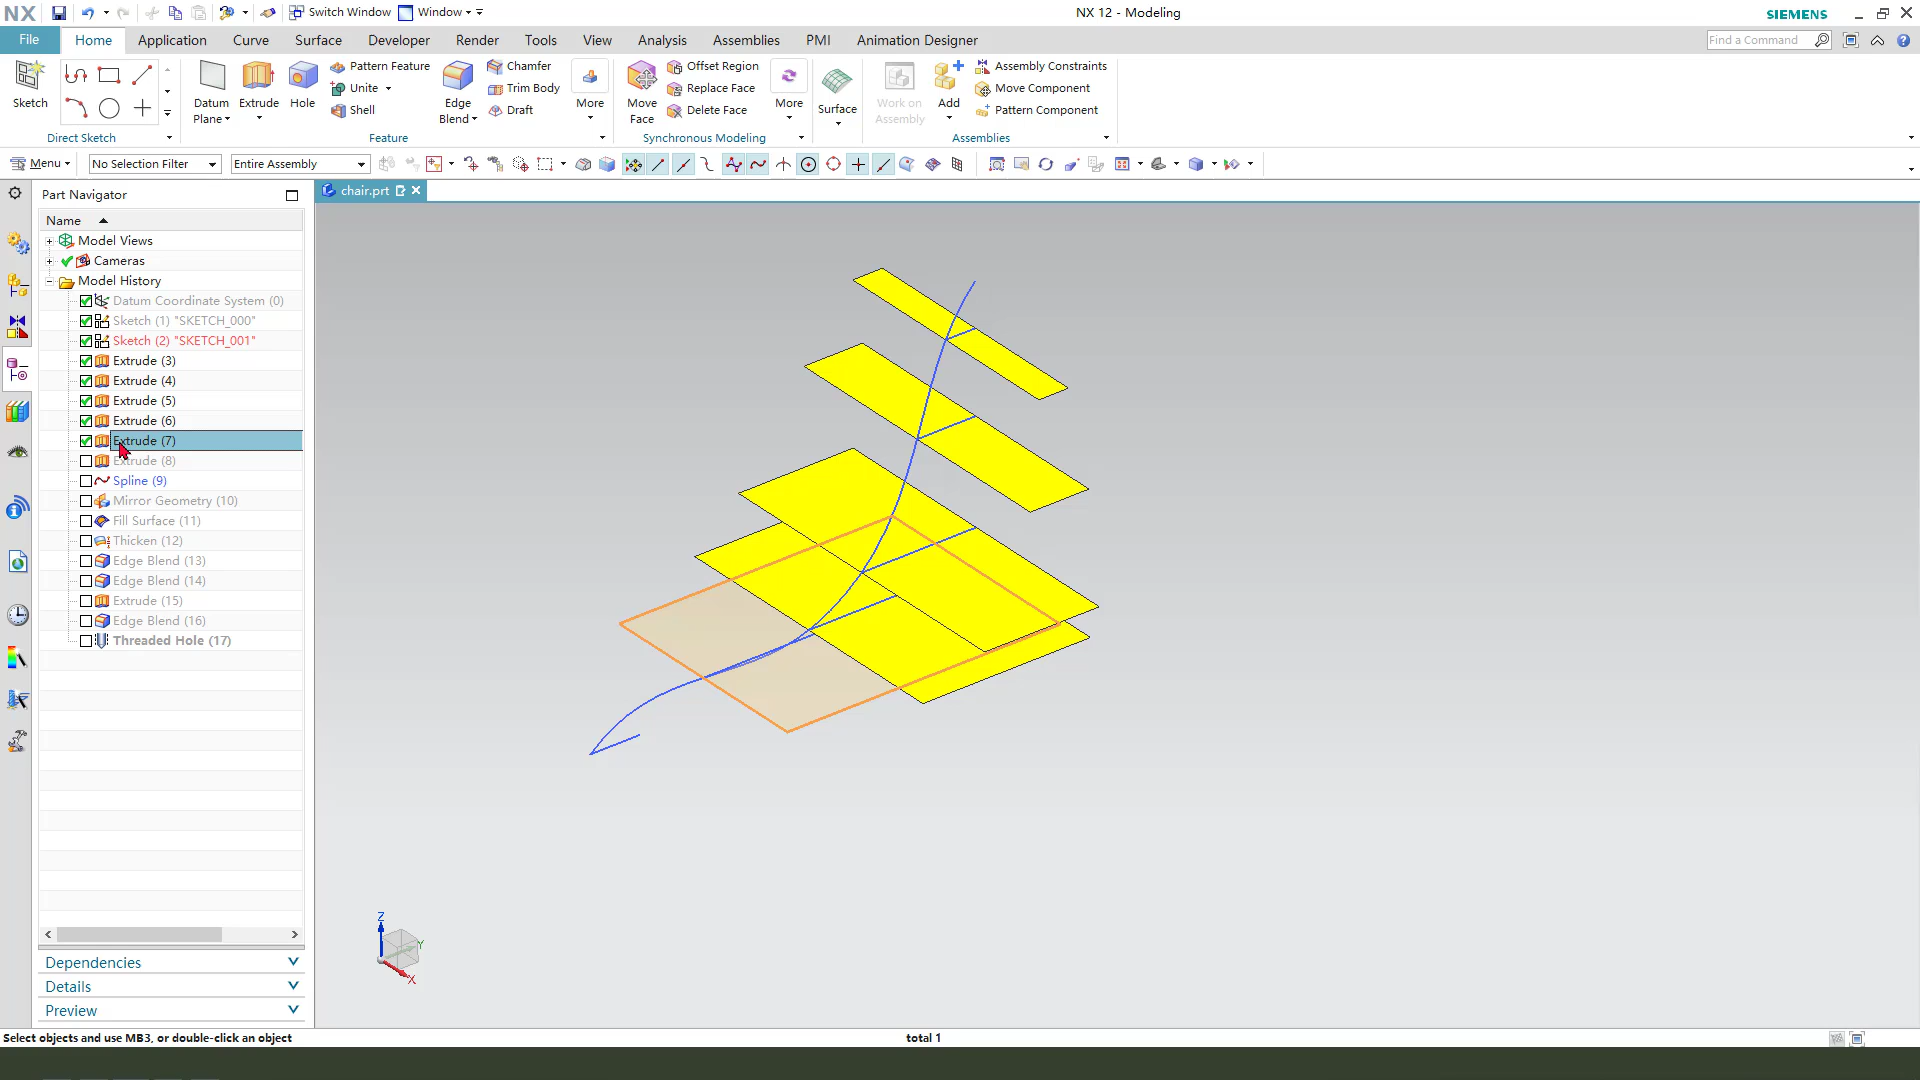 NX
Switch Window
Window
NX 12 - Modeling
SIEMENS
File
Home
Application
Curve
Surface
Developer
Render
Tools
View
Analysis
Assemblies
PMI
Animation Designer
Find a Command
Sketch
Direct Sketch
Datum Plane
Extrude
Hole
Pattern Feature
Unite
Shell
Edge Blend
Chamfer
Trim Body
Draft
More
Feature
Move Face
Offset Region
Replace Face
Delete Face
More
Synchronous Modeling
Surface
Work on Assembly
Add
Assembly Constraints
Move Component
Pattern Component
Assemblies
Menu
No Selection Filter
Entire Assembly
Part Navigator
chair.prt
Name
Model Views
Cameras
Model History
Datum Coordinate System (0)
Sketch (1) "SKETCH_000"
Sketch (2) "SKETCH_001"
Extrude (3)
Extrude (4)
Extrude (5)
Extrude (6)
Extrude (7)
Extrude (8)
Spline (9)
Mirror Geometry (10)
Fill Surface (11)
Thicken (12)
Edge Blend (13)
Edge Blend (14)
Extrude (15)
Edge Blend (16)
Threaded Hole (17)
Z
Y
X
Dependencies
Details
Preview
Select objects and use MB3, or double-click an object
total 1